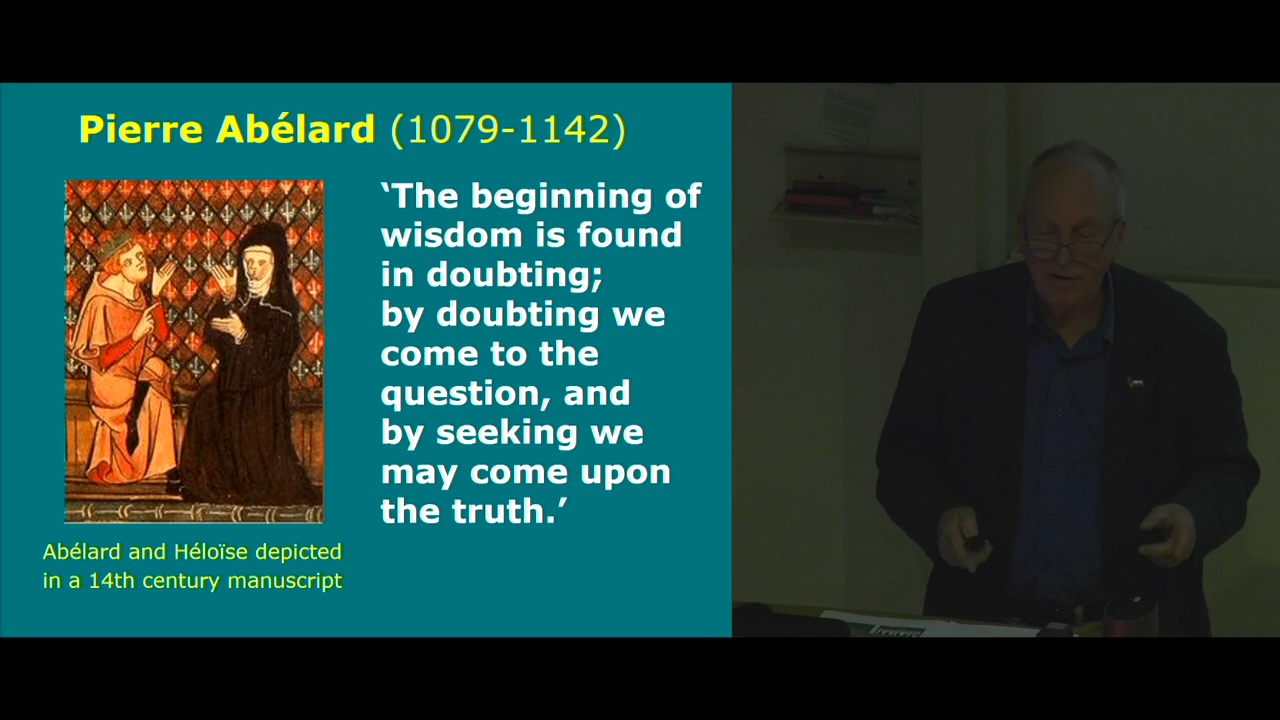 Pierre Abélard (1079-1142)
‘The beginning of
wisdom is found
in doubting;
by doubting we
come to the
question, and
by seeking we
may come upon
the truth.’
Abélard and Héloïse depicted
in a 14th century manuscript